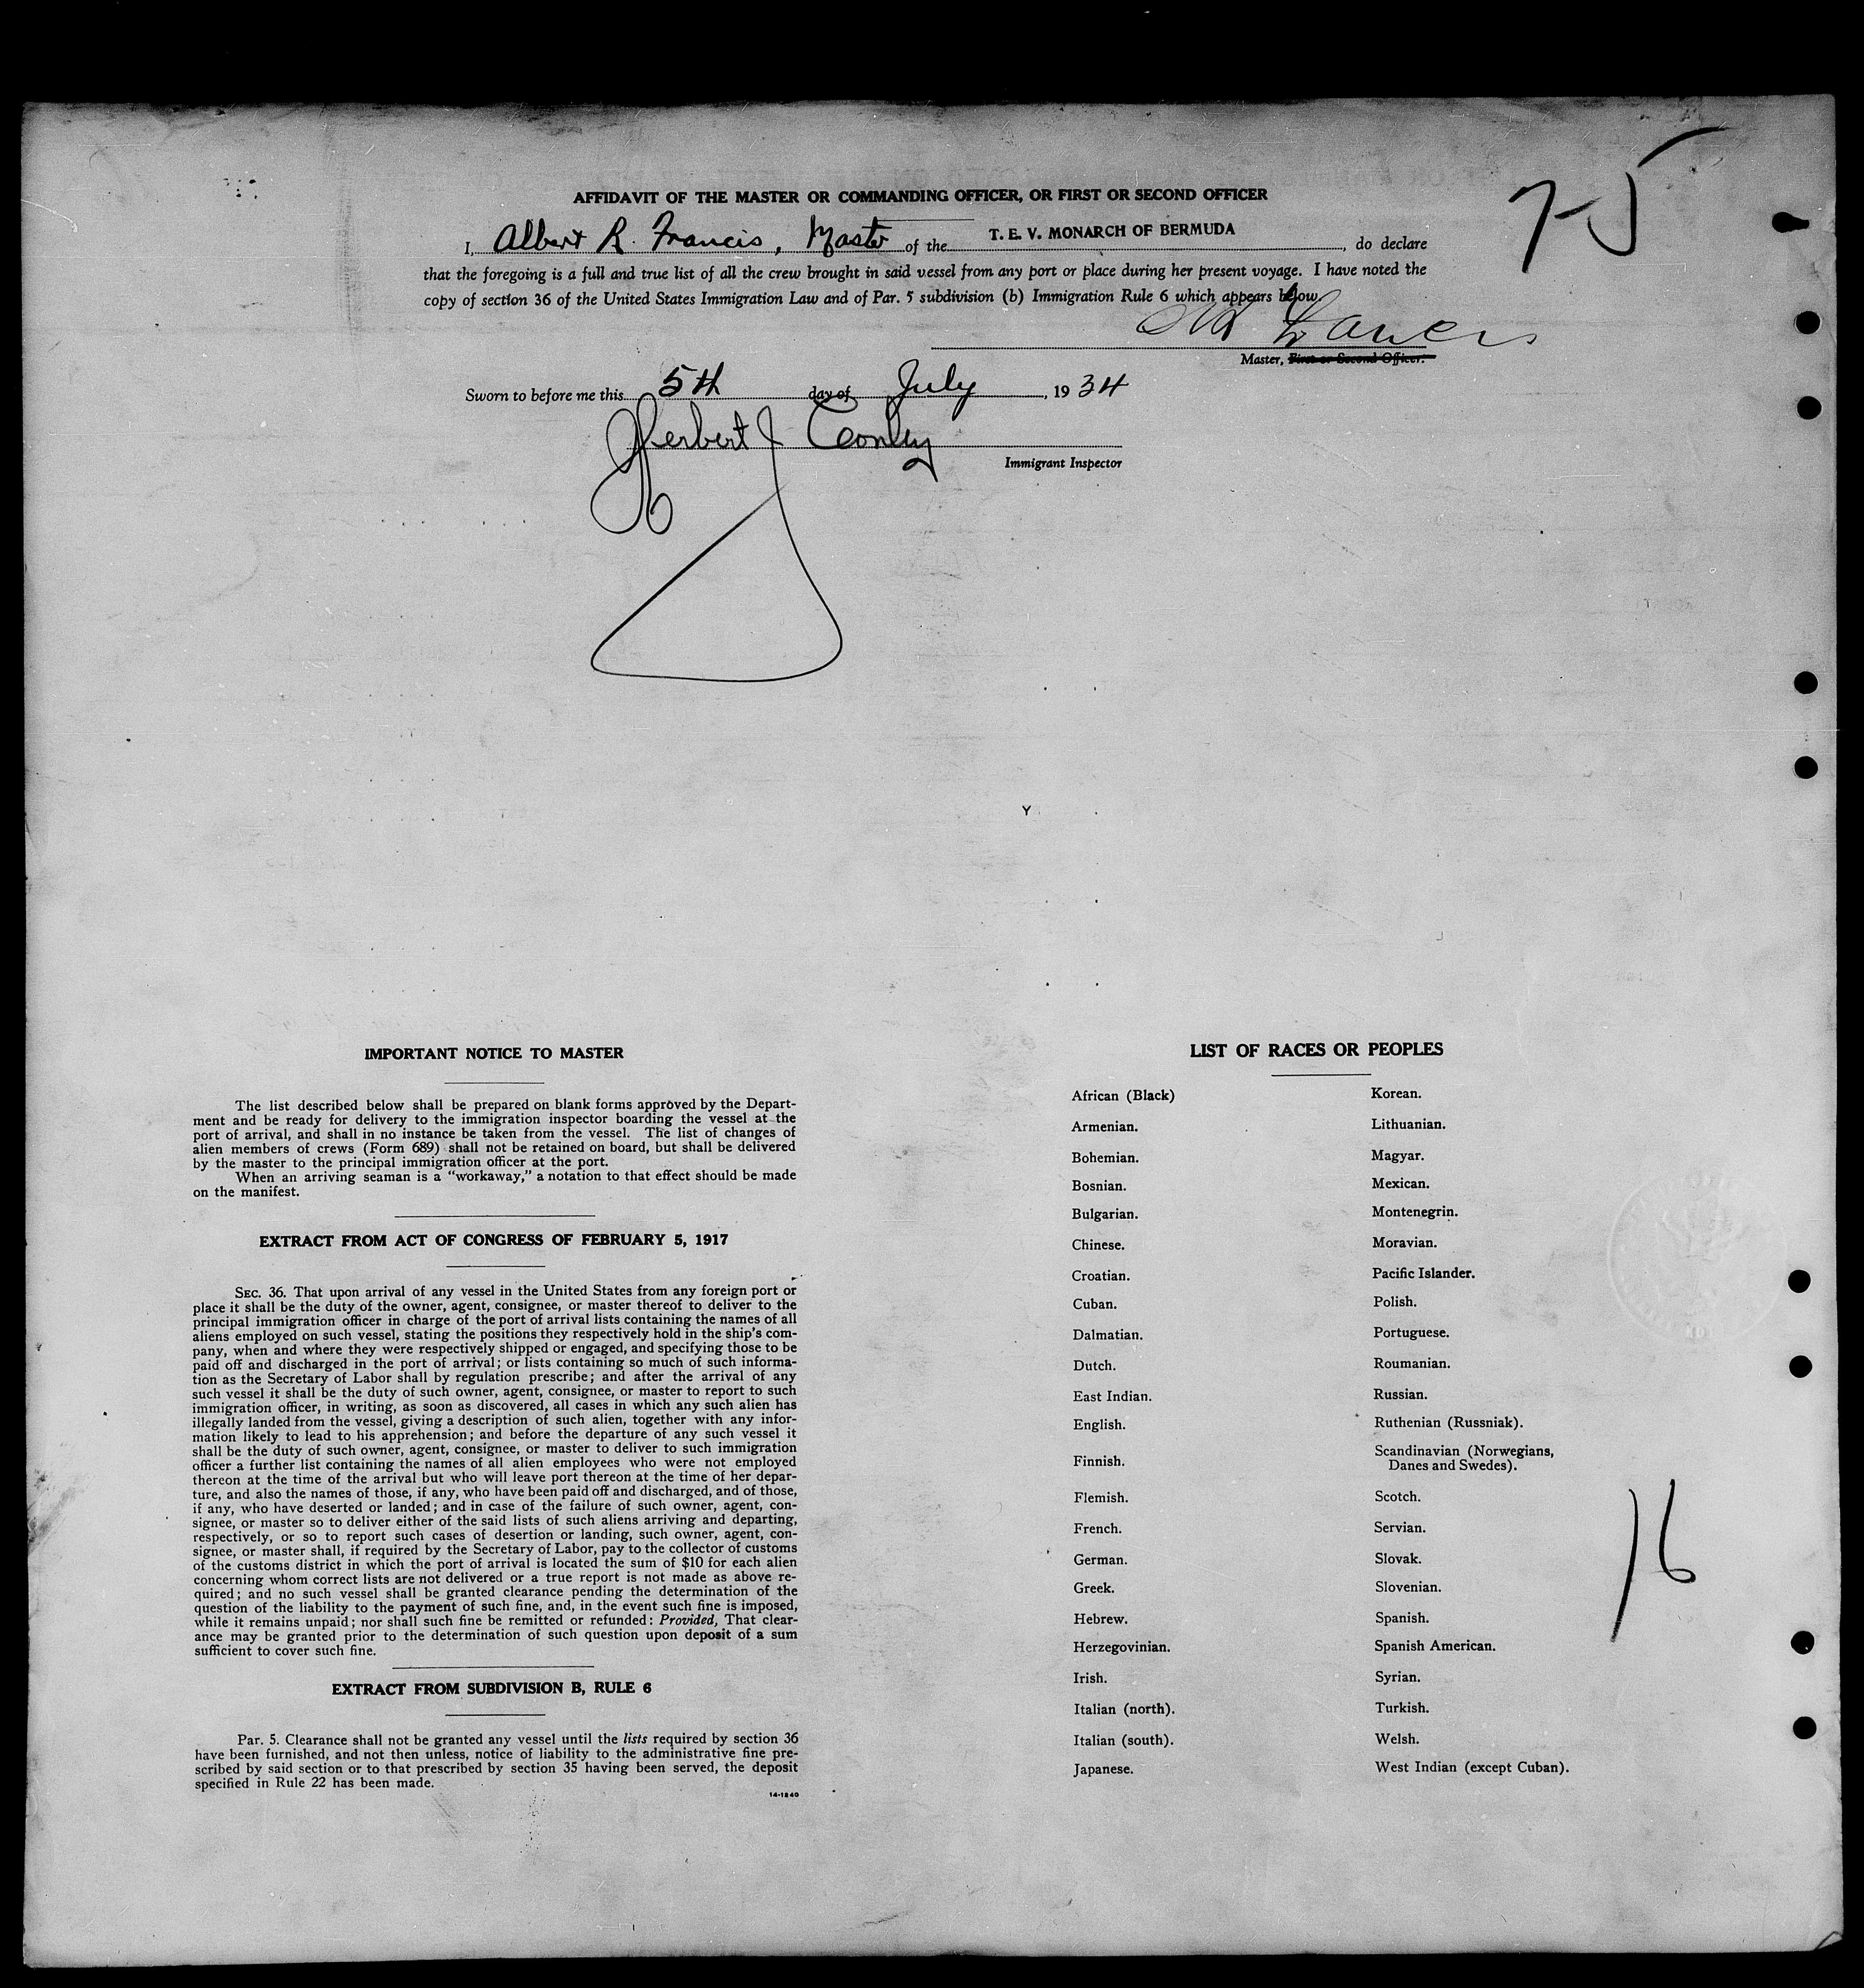 7-5
AFFIDAVIT OF THE MASTER OR COMMANDING OFFICER, OR FIRST OR SECOND OFFICER
I, Albert R. Francis, Master of the T. E. V. MONARCH OF BERMUDA, do declare
that the foregoing is a full and true list of all the crew brought in said vessel from any port or place during her present voyage. I have noted the
copy of section 36 of the United States Immigration Law and of Par. 5 subdivision (b) Immigration Rule 6 which appears below.
Francis
Master, First or Second Officer.
Sworn to before me this 5th day of July, 1934
Herbert J Conley
Immigrant Inspector
Y
IMPORTANT NOTICE TO MASTER
The list described below shall be prepared on blank forms approved by the Depart-
ment and be ready for delivery to the immigration inspector boarding the vessel at the
port of arrival, and shall in no instance be taken from the vessel. The list of changes of
alien members of crews (Form 689) shall not be retained on board, but shall be delivered
by the master to the principal immigration officer at the port.
When an arriving seaman is a "workaway," a notation to that effect should be made
on the manifest.
EXTRACT FROM ACT OF CONGRESS OF FEBRUARY 5, 1917
SEC. 36. That upon arrival of any vessel in the United States from any foreign port or
place it shall be the duty of the owner, agent, consignee, or master thereof to deliver to the
principal immigration officer in charge of the port of arrival lists containing the names of all
aliens employed on such vessel, stating the positions they respectively hold in the ship's com-
pany, when and where they were respectively shipped or engaged, and specifying those to be
paid off and discharged in the port of arrival; or lists containing so much of such informa-
tion as the Secretary of Labor shall by regulation prescribe; and after the arrival of any
such vessel it shall be the duty of such owner, agent, consignee, or master to report to such
immigration officer, in writing, as soon as discovered, all cases in which any such alien has
illegally landed from the vessel, giving a description of such alien, together with any infor-
mation likely to lead to his apprehension; and before the departure of any such vessel it
shall be the duty of such owner, agent, consignee, or master to deliver to such immigration
officer a further list containing the names of all alien employees who were not employed
thereon at the time of the arrival but who will leave port thereon at the time of her depar-
ture, and also the names of those, if any, who have been paid off and discharged, and of those,
if any, who have deserted or landed; and in case of the failure of such owner, agent, con-
signee, or master so to deliver either of the said lists of such aliens arriving and departing,
respectively, or so to report such cases of desertion or landing, such owner, agent, con-
signee, or master shall, if required by the Secretary of Labor, pay to the collector of customs
of the customs district in which the port of arrival is located the sum of $10 for each alien
concerning whom correct lists are not delivered or a true report is not made as above re-
quired; and no such vessel shall be granted clearance pending the determination of the
question of the liability to the payment of such fine, and, in the event such fine is imposed,
while it remains unpaid; nor shall such fine be remitted or refunded: Provided, That clear-
ance may be granted prior to the determination of such question upon deposit of a sum
sufficient to cover such fine.
EXTRACT FROM SUBDIVISION B, RULE 6
Par. 5. Clearance shall not be granted any vessel until the lists required by section 36
have been furnished, and not then unless, notice of liability to the administrative fine pre-
scribed by said section or to that prescribed by section 35 having been served, the deposit
specified in Rule 22 has been made.
14-1240
LIST OF RACES OR PEOPLES
African (Black)
Armenian.
Bohemian.
Bosnian.
Bulgarian.
Chinese.
Croatian.
Cuban.
Dalmatian.
Dutch.
East Indian.
English.
Finnish.
Flemish.
French.
German.
Greek.
Hebrew.
Herzegovinian.
Irish.
Italian (north).
Italian (south).
Japanese.
Korean.
Lithuanian.
Magyar.
Mexican.
Montenegrin.
Moravian.
Pacific Islander.
Polish.
Portuguese.
Roumanian.
Russian.
Ruthenian (Russniak).
Scandinavian (Norwegians,
Danes and Swedes).
Scotch.
Servian.
Slovak.
Slovenian.
Spanish.
Spanish American.
Syrian.
Turkish.
Welsh.
West Indian (except Cuban).
16